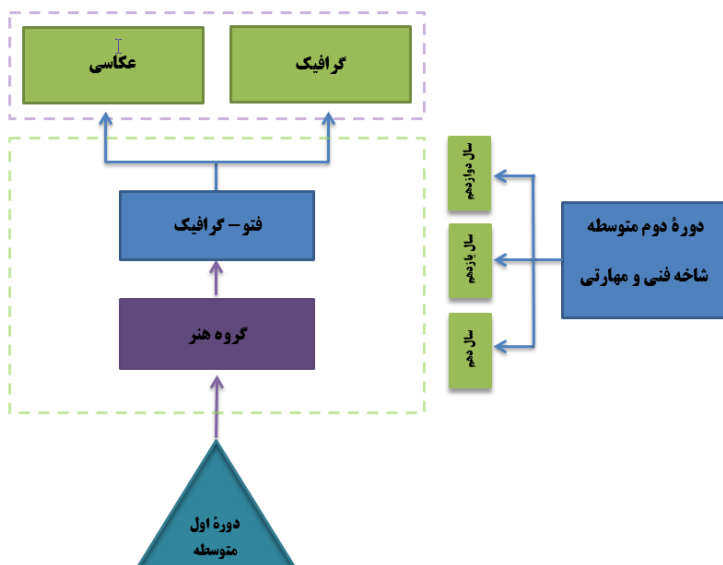 گرافیک
عکاسی
سال دوازدهم
فتو – گرافیک
دورهٔ دوم متوسطه
شاخه فنی و مهارتی
سال یازدهم
گروه هنر
سال دهم
دورهٔ اول
متوسطه